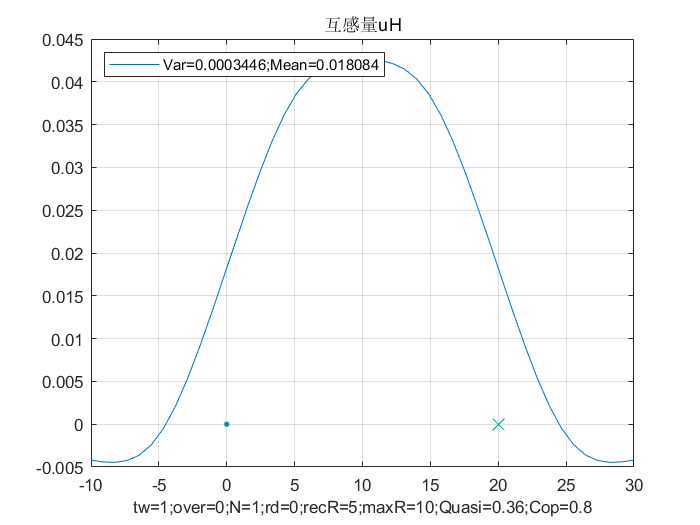 互感量uH
0.045
Var=0.0003446;Mean=0.018084
0.04
0.035
0.03
0.025
0.02
0.015
0.01
0.005
0
-0.005
-10 -5 0 5 10 15 20 25 30
tw=1;over=0;N=1;rd=0;recR=5;maxR=10;Quasi=0.36;Cop=0.8